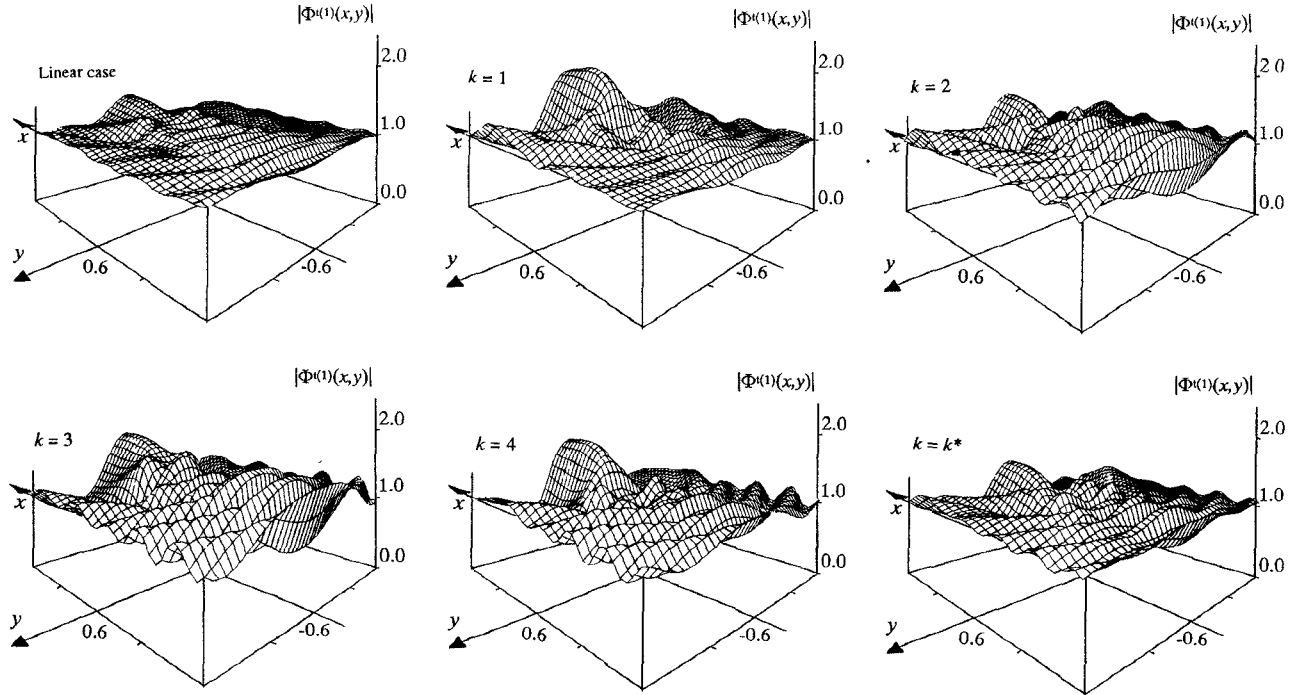 |Φᵗ⁽¹⁾(x,y)|
2.0
Linear case
x
1.0
0.0
y
0.6
-0.6
|Φᵗ⁽¹⁾(x,y)|
2.0
k = 1
x
1.0
0.0
y
0.6
-0.6
|Φᵗ⁽¹⁾(x,y)|
2 0
k = 2
x
1.0
0.0
y
0.6
-0.6
|Φᵗ⁽¹⁾(x,y)|
2.0
k = 3
x
1.0
0.0
y
0.6
-0.6
|Φᵗ⁽¹⁾(x,y)|
2.0
k = 4
x
1.0
0.0
y
0.6
-0.6
|Φᵗ⁽¹⁾(x,y)|
2.0
k = k*
x
1.0
0.0
y
0.6
-0.6